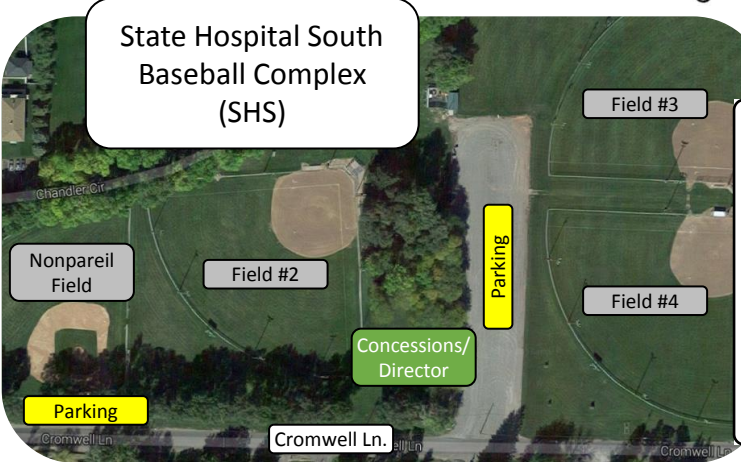 State Hospital South
Baseball Complex
(SHS)
Field #3
Chandler Cir
Nonpareil
Field
Field #2
Parking
Field #4
Concessions/
Director
Parking
Cromwell Ln
Cromwell Ln.
ell Ln
Cromwell Ln